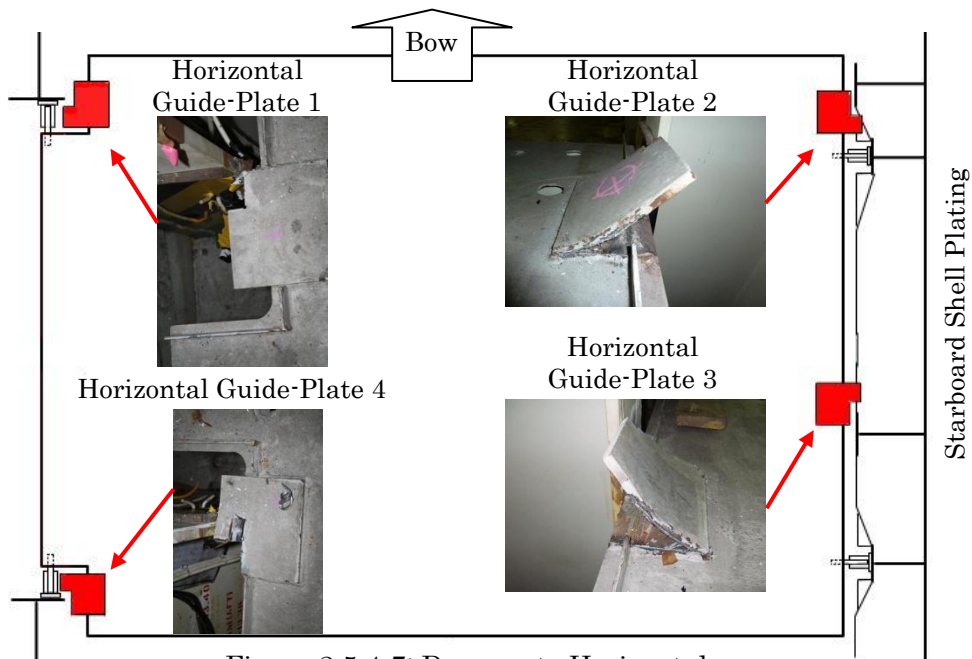 Bow
Horizontal
Guide-Plate 1
Horizontal
Guide-Plate 2
Horizontal
Guide-Plate 3
Horizontal Guide-Plate 4
Starboard Shell Plating